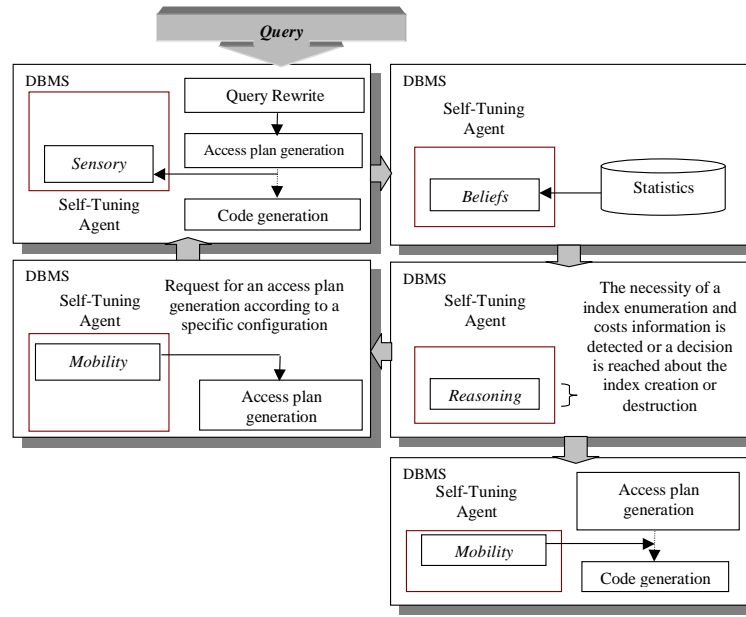 Query
DBMS
Query Rewrite
Access plan generation
Sensory
Self-Tuning
Agent
Code generation
DBMS
Self-Tuning
Agent
Beliefs
Statistics
DBMS
Self-Tuning
Agent
Request for an access plan
generation according to a
specific configuration
Mobility
Access plan
generation
DBMS
Self-Tuning
Agent
Reasoning
The necessity of a
index enumeration and
costs information is
detected or a decision
is reached about the
index creation or
destruction
DBMS
Self-Tuning
Agent
Access plan
generation
Mobility
Code generation